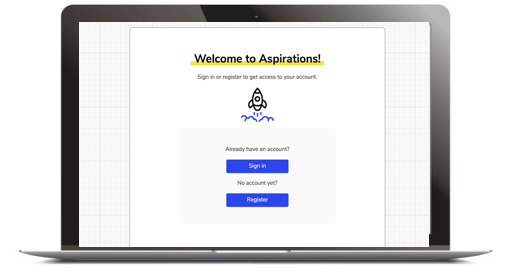 Welcome to Aspirations!
Sign in or register to get access to your account.
Already have an account?
Sign in
No account yet?
Register